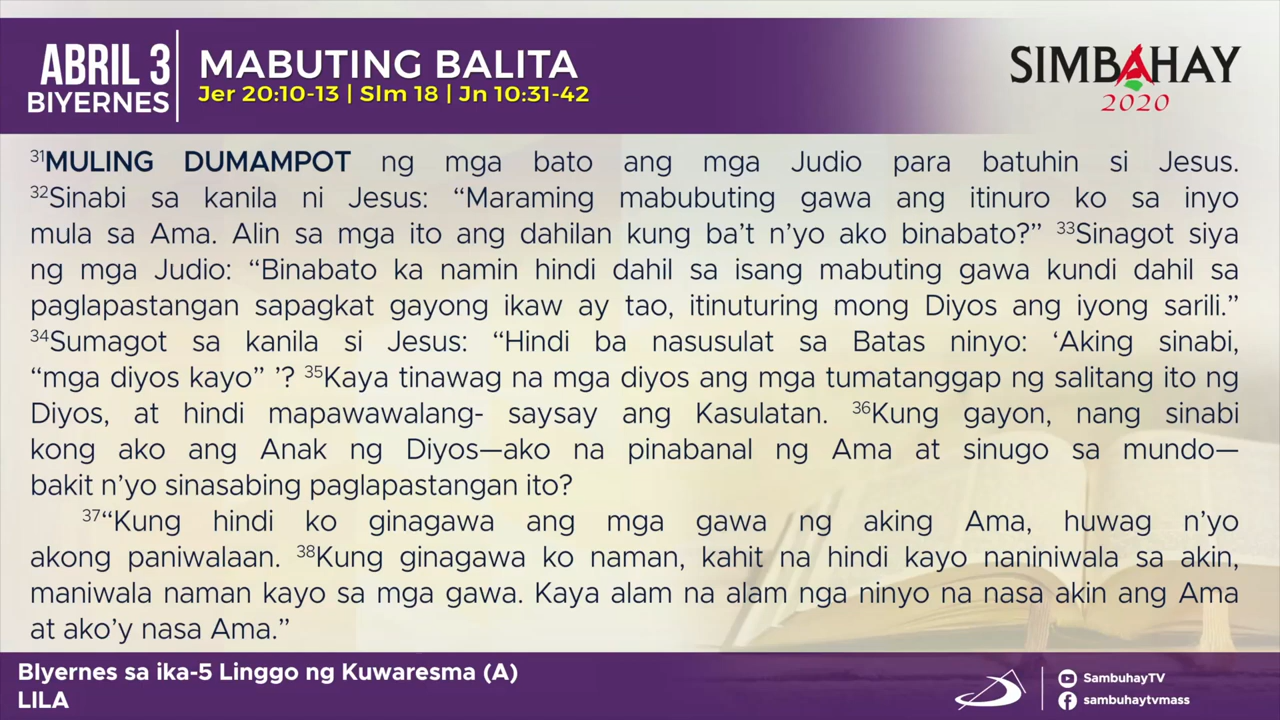 ABRIL 3
BIYERNES
MABUTING BALITA
Jer 20:10-13 | Slm 18 | Jn 10:31-42
SIMBAHAY
2020
³¹MULING DUMAMPOT ng mga bato ang mga Judio para batuhin si Jesus.
³²Sinabi sa kanila ni Jesus: “Maraming mabubuting gawa ang itinuro ko sa inyo
mula sa Ama. Alin sa mga ito ang dahilan kung ba’t n’yo ako binabato?” ³³Sinagot siya
ng mga Judio: “Binabato ka namin hindi dahil sa isang mabuting gawa kundi dahil sa
paglapastangan sapagkat gayong ikaw ay tao, itinuturing mong Diyos ang iyong sarili.”
³⁴Sumagot sa kanila si Jesus: “Hindi ba nasusulat sa Batas ninyo: ‘Aking sinabi,
“mga diyos kayo” ’? ³⁵Kaya tinawag na mga diyos ang mga tumatanggap ng salitang ito ng
Diyos, at hindi mapawawalang- saysay ang Kasulatan. ³⁶Kung gayon, nang sinabi
kong ako ang Anak ng Diyos—ako na pinabanal ng Ama at sinugo sa mundo—
bakit n’yo sinasabing paglapastangan ito?
³⁷“Kung hindi ko ginagawa ang mga gawa ng aking Ama, huwag n’yo
akong paniwalaan. ³⁸Kung ginagawa ko naman, kahit na hindi kayo naniniwala sa akin,
maniwala naman kayo sa mga gawa. Kaya alam na alam nga ninyo na nasa akin ang Ama
at ako’y nasa Ama.”
BIyernes sa ika-5 Linggo ng Kuwaresma (A)
LILA
SambuhayTV
sambuhaytvmass